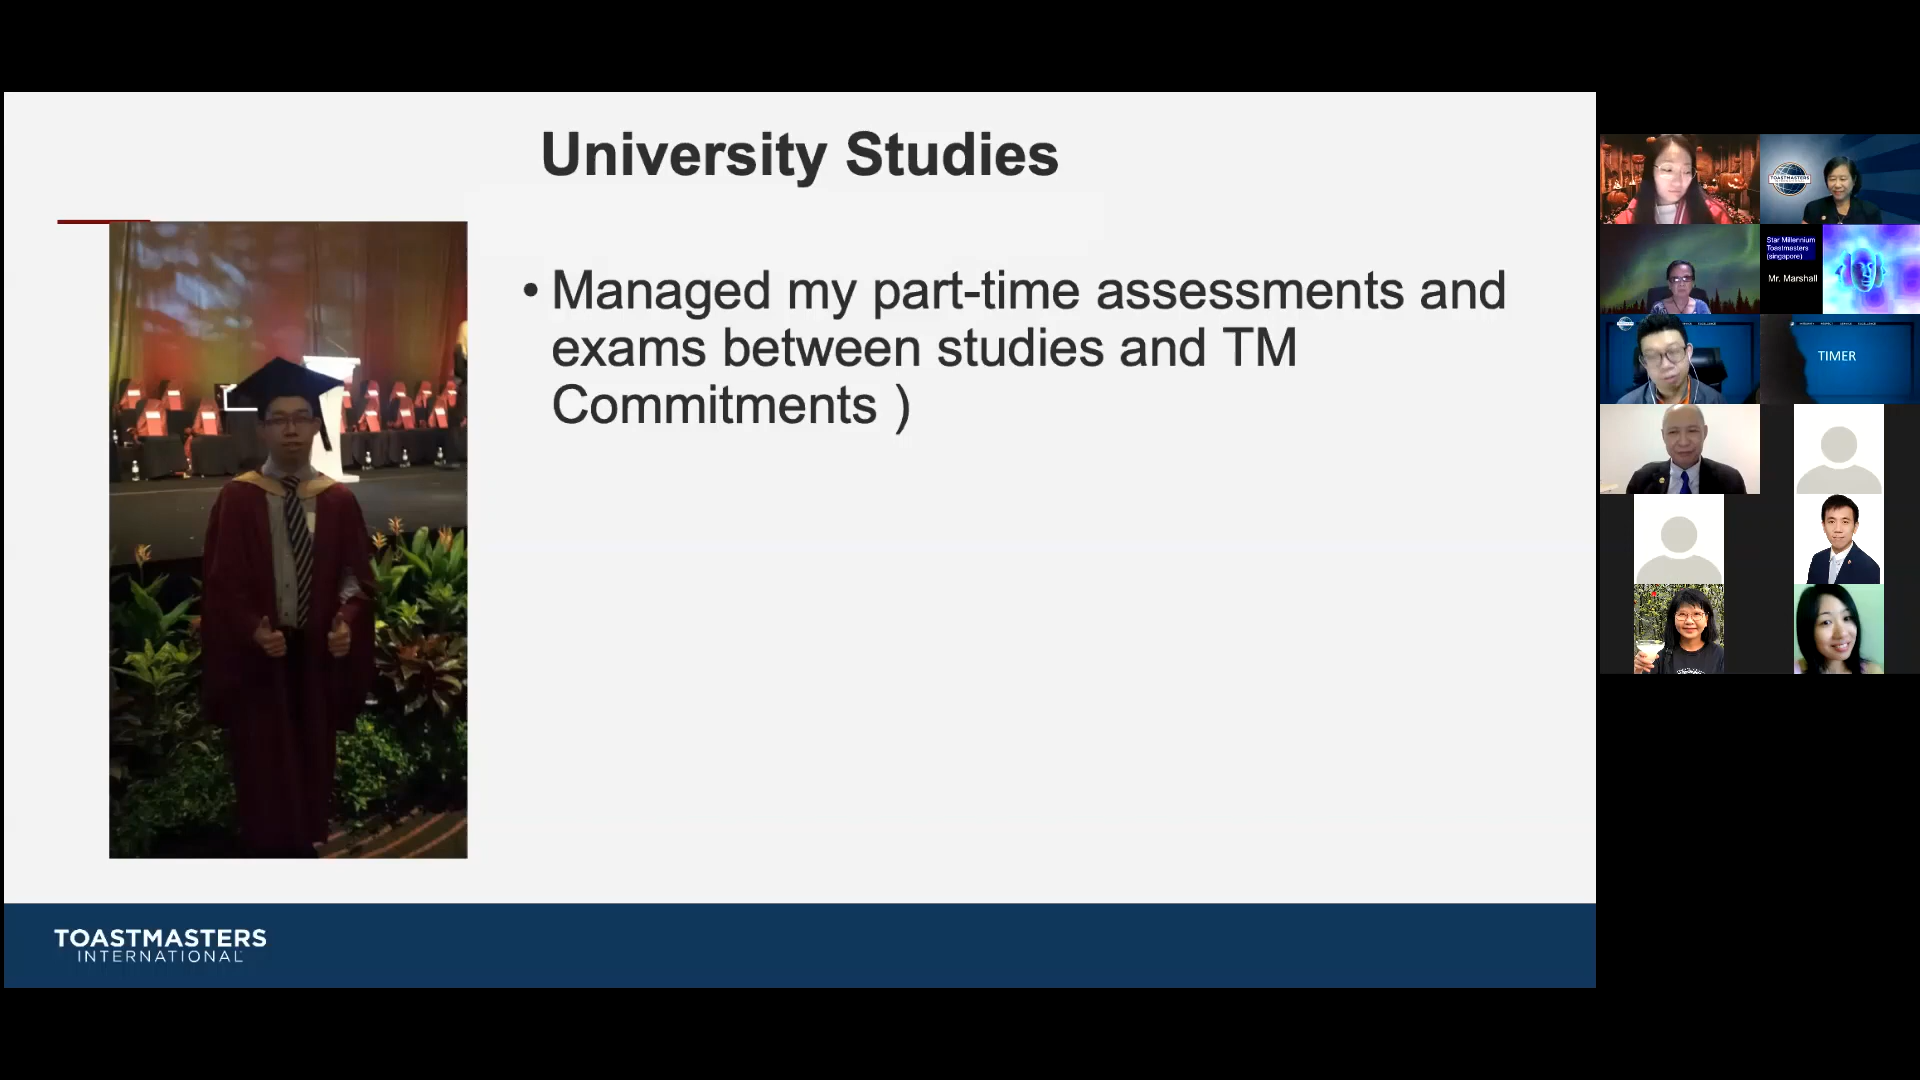 University Studies
• Managed my part-time assessments and
exams between studies and TM
Commitments )
TOASTMASTERS
INTERNATIONAL
TOASTMASTERS
Star Millennium
Toastmasters
(singapore)
Mr. Marshall
TIMER